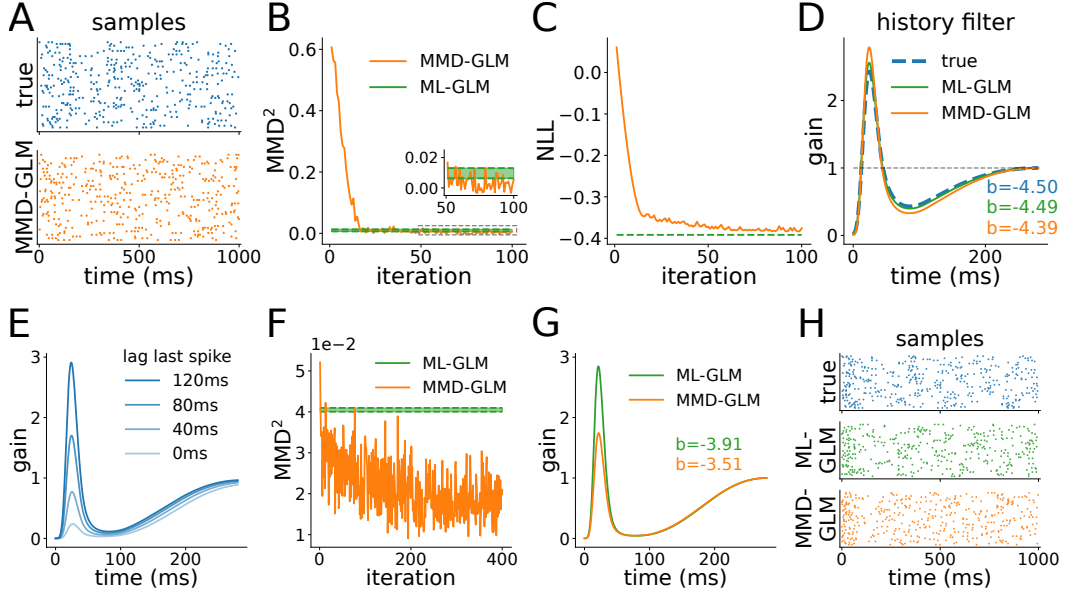 A
samples
true
MMD-GLM
0
500
1000
time (ms)
B
0.6
0.4
0.2
0.0
MMD²
MMD-GLM
ML-GLM
0.02
0.00
50
100
0
50
100
iteration
C
0.0
−0.1
−0.2
−0.3
−0.4
NLL
0
50
100
iteration
D
history filter
2
1
0
gain
true
ML-GLM
MMD-GLM
b=-4.50
b=-4.49
b=-4.39
0
200
time (ms)
E
3
2
1
0
gain
lag last spike
120ms
80ms
40ms
0ms
0
100
200
time (ms)
F
1e−2
5
4
3
2
1
MMD²
ML-GLM
MMD-GLM
0
100
200
300
400
iteration
G
3
2
1
0
gain
ML-GLM
MMD-GLM
b=-3.91
b=-3.51
0
100
200
time (ms)
H
samples
true
ML-
GLM
MMD-
GLM
0
500
1000
time (ms)